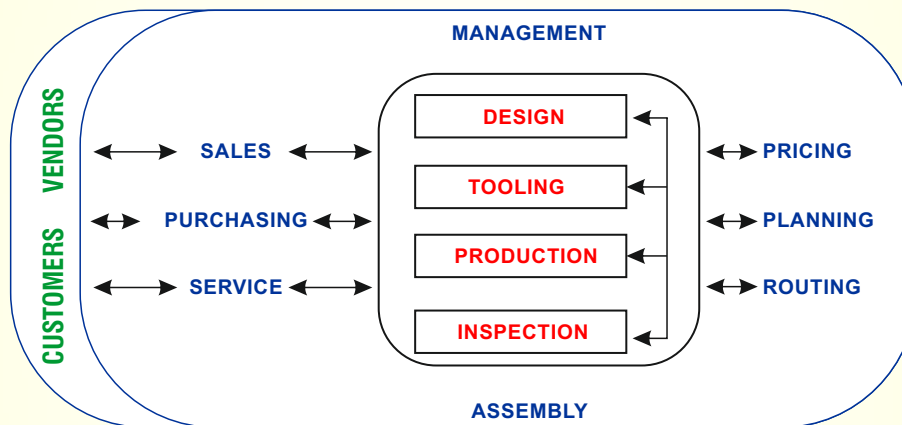 MANAGEMENT
VENDORS
CUSTOMERS
SALES
PURCHASING
SERVICE
DESIGN
TOOLING
PRODUCTION
INSPECTION
PRICING
PLANNING
ROUTING
ASSEMBLY